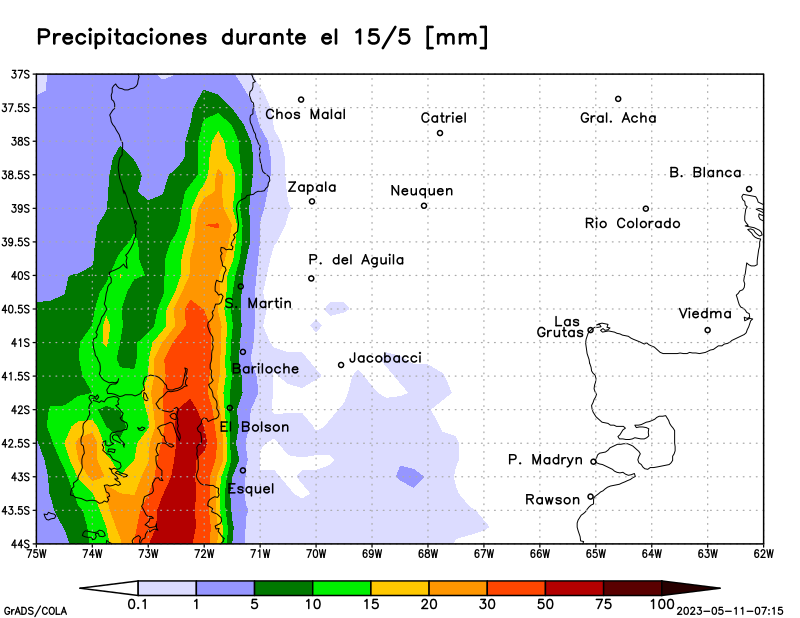 Precipitaciones durante el 15/5 [mm]
37S
37.5S
Chos Malal
Catriel
Gral. Acha
38S
38.5S
B. Blanca
Zapala
Neuquen
39S
Rio Colorado
39.5S
P. del Aguila
40S
S. Martin
40.5S
Las
Grutas
Viedma
41S
Bariloche
Jacobacci
41.5S
42S
El Bolson
42.5S
P. Madryn
43S
Esquel
Rawson
43.5S
44S
75W 74W 73W 72W 71W 70W 69W 68W 67W 66W 65W 64W 63W 62W
0.1 1 5 10 15 20 30 50 75 100
GrADS/COLA
2023-05-11-07:15